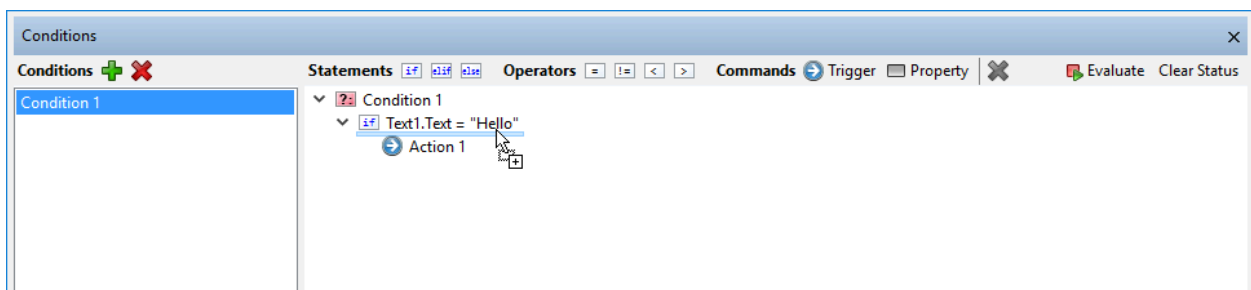 Conditions
Conditions Statements if elif else Operators = != < > Commands Trigger Property Evaluate Clear Status
Condition 1
?: Condition 1
if Text1.Text = "Hello"
Action 1